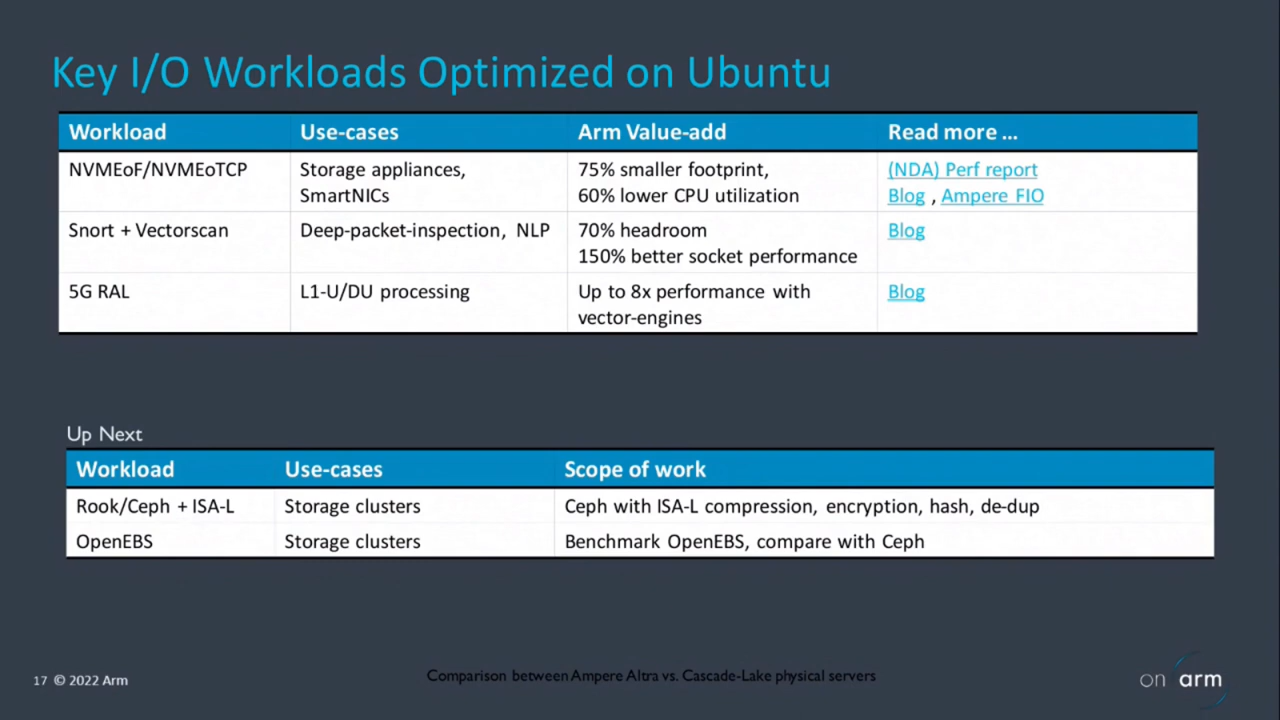 Key I/O Workloads Optimized on Ubuntu
Workload Use-cases Arm Value-add Read more ...
NVMEoF/NVMEoTCP Storage appliances, 75% smaller footprint, (NDA) Perf report
SmartNICs 60% lower CPU utilization Blog , Ampere FIO
Snort + Vectorscan Deep-packet-inspection, NLP 70% headroom Blog
150% better socket performance
5G RAL L1-U/DU processing Up to 8x performance with Blog
vector-engines
Up Next
Workload Use-cases Scope of work
Rook/Ceph + ISA-L Storage clusters Ceph with ISA-L compression, encryption, hash, de-dup
OpenEBS Storage clusters Benchmark OpenEBS, compare with Ceph
17 © 2022 Arm
Comparison between Ampere Altra vs. Cascade-Lake physical servers
on arm